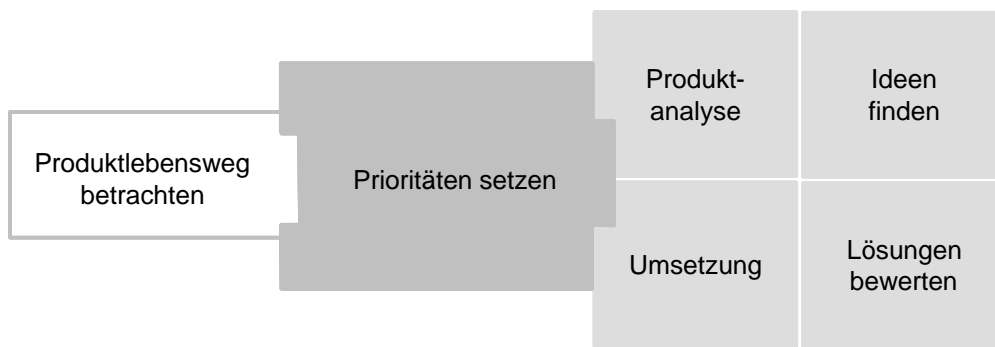 Produktlebensweg
betrachten
Prioritäten setzen
Produkt-
analyse
Ideen
finden
Umsetzung
Lösungen
bewerten